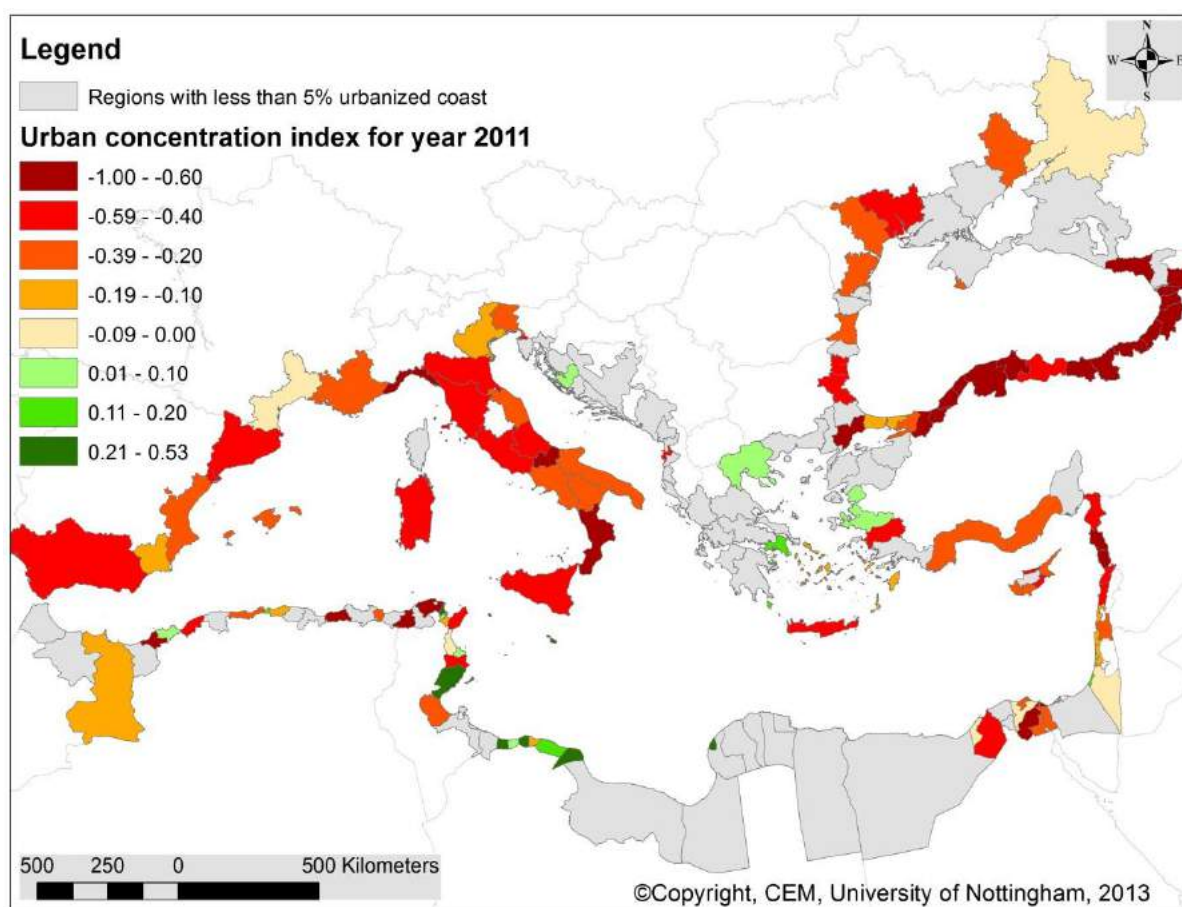 Legend
Regions with less than 5% urbanized coast
Urban concentration index for year 2011
-1.00 - -0.60
-0.59 - -0.40
-0.39 - -0.20
-0.19 - -0.10
-0.09 - 0.00
0.01 - 0.10
0.11 - 0.20
0.21 - 0.53
N
W E
S
500 250 0 500 Kilometers
©Copyright, CEM, University of Nottingham, 2013